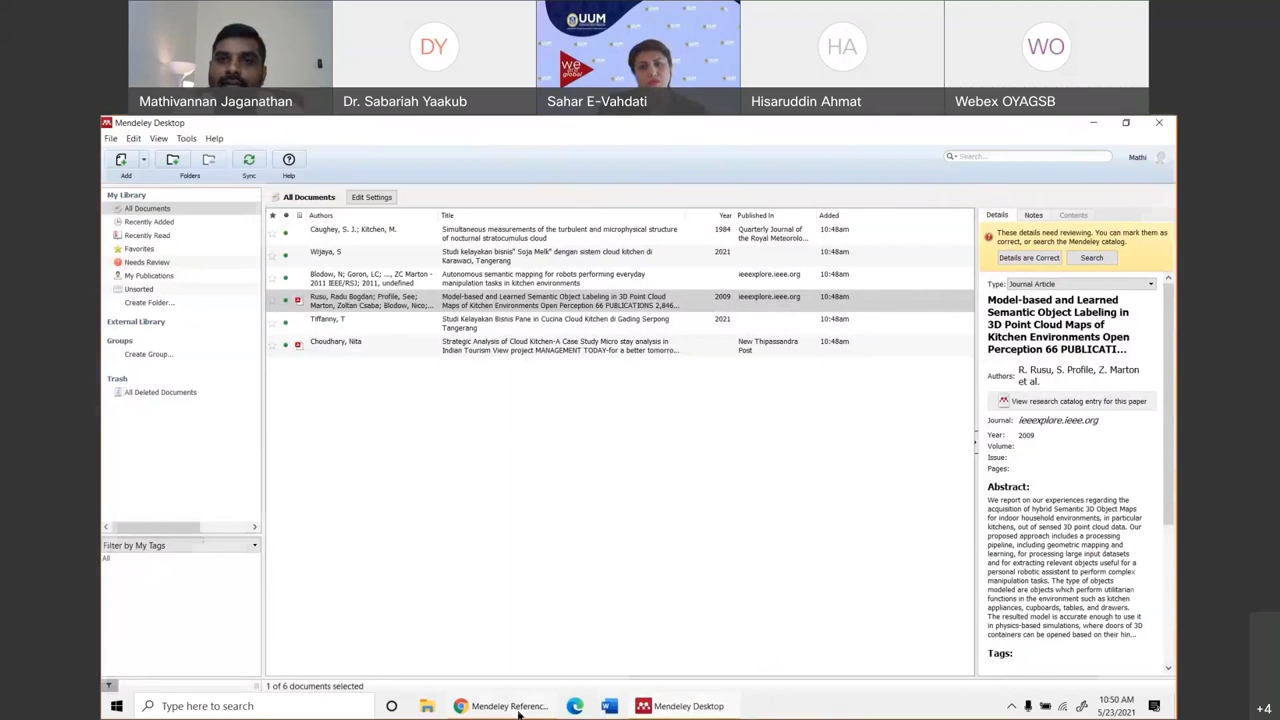 DY
UUM
we
are
global
HA
WO
Mathivannan Jaganathan
Dr. Sabariah Yaakub
Sahar E-Vahdati
Hisaruddin Ahmat
Webex OYAGSB
Mendeley Desktop
File Edit View Tools Help
Search...
Mathi
Add Folders Sync Help
My Library
All Documents
Recently Added
Recently Read
Favorites
Needs Review
My Publications
Unsorted
Create Folder...
External Library
Groups
Create Group...
Trash
All Deleted Documents
Filter by My Tags
All
All Documents Edit Settings
Authors Title Year Published In Added
Caughey, S. J.; Kitchen, M. Simultaneous measurements of the turbulent and microphysical structure 1984 Quarterly Journal of 10:48am
of nocturnal stratocumulus cloud the Royal Meteorolo...
Wijaya, S Studi kelayakan bisnis" Soja Melk" dengan sistem cloud kitchen di 2021 10:48am
Karawaci, Tangerang
Blodow, N; Goron, LC; ..., ZC Marton - Autonomous semantic mapping for robots performing everyday ieeexplore.ieee.org 10:48am
2011 IEEE/RSJ; 2011, undefined manipulation tasks in kitchen environments
Rusu, Radu Bogdan; Profile, See; Model-based and Learned Semantic Object Labeling in 3D Point Cloud 2009 ieeexplore.ieee.org 10:48am
Marton, Zoltan Csaba; Blodow, Nico;... Maps of Kitchen Environments Open Perception 66 PUBLICATIONS 2,846...
Tiffanny, T Studi Kelayakan Bisnis Pane in Cucina Cloud Kitchen di Gading Serpong 2021 10:48am
Tangerang
Choudhary, Nita Strategic Analysis of Cloud Kitchen-A Case Study Micro stay analysis in New Thipassandra 10:48am
Indian Tourism View project MANAGEMENT TODAY-for a better tomorro... Post
Details Notes Contents
These details need reviewing. You can mark them as
correct, or search the Mendeley catalog.
Details are Correct Search
Type: Journal Article
Model-based and Learned
Semantic Object Labeling in
3D Point Cloud Maps of
Kitchen Environments Open
Perception 66 PUBLICATI...
Authors: R. Rusu, S. Profile, Z. Marton
et al.
View research catalog entry for this paper
Journal: ieeexplore.ieee.org
Year: 2009
Volume:
Issue:
Pages:
Abstract:
We report on our experiences regarding the
acquisition of hybrid Semantic 3D Object Maps
for indoor household environments, in particular
kitchens, out of sensed 3D point cloud data. Our
proposed approach includes a processing
pipeline, including geometric mapping and
learning, for processing large input datasets
and for extracting relevant objects useful for a
personal robotic assistant to perform complex
manipulation tasks. The type of objects
modeled are objects which perform utilitarian
functions in the environment such as kitchen
appliances, cupboards, tables, and drawers.
The resulted model is accurate enough to use it
in physics-based simulations, where doors of 3D
containers can be opened based on their hin...
Tags:
1 of 6 documents selected
Type here to search
Mendeley Referenc...
Mendeley Desktop
10:50 AM
5/23/2021
+4